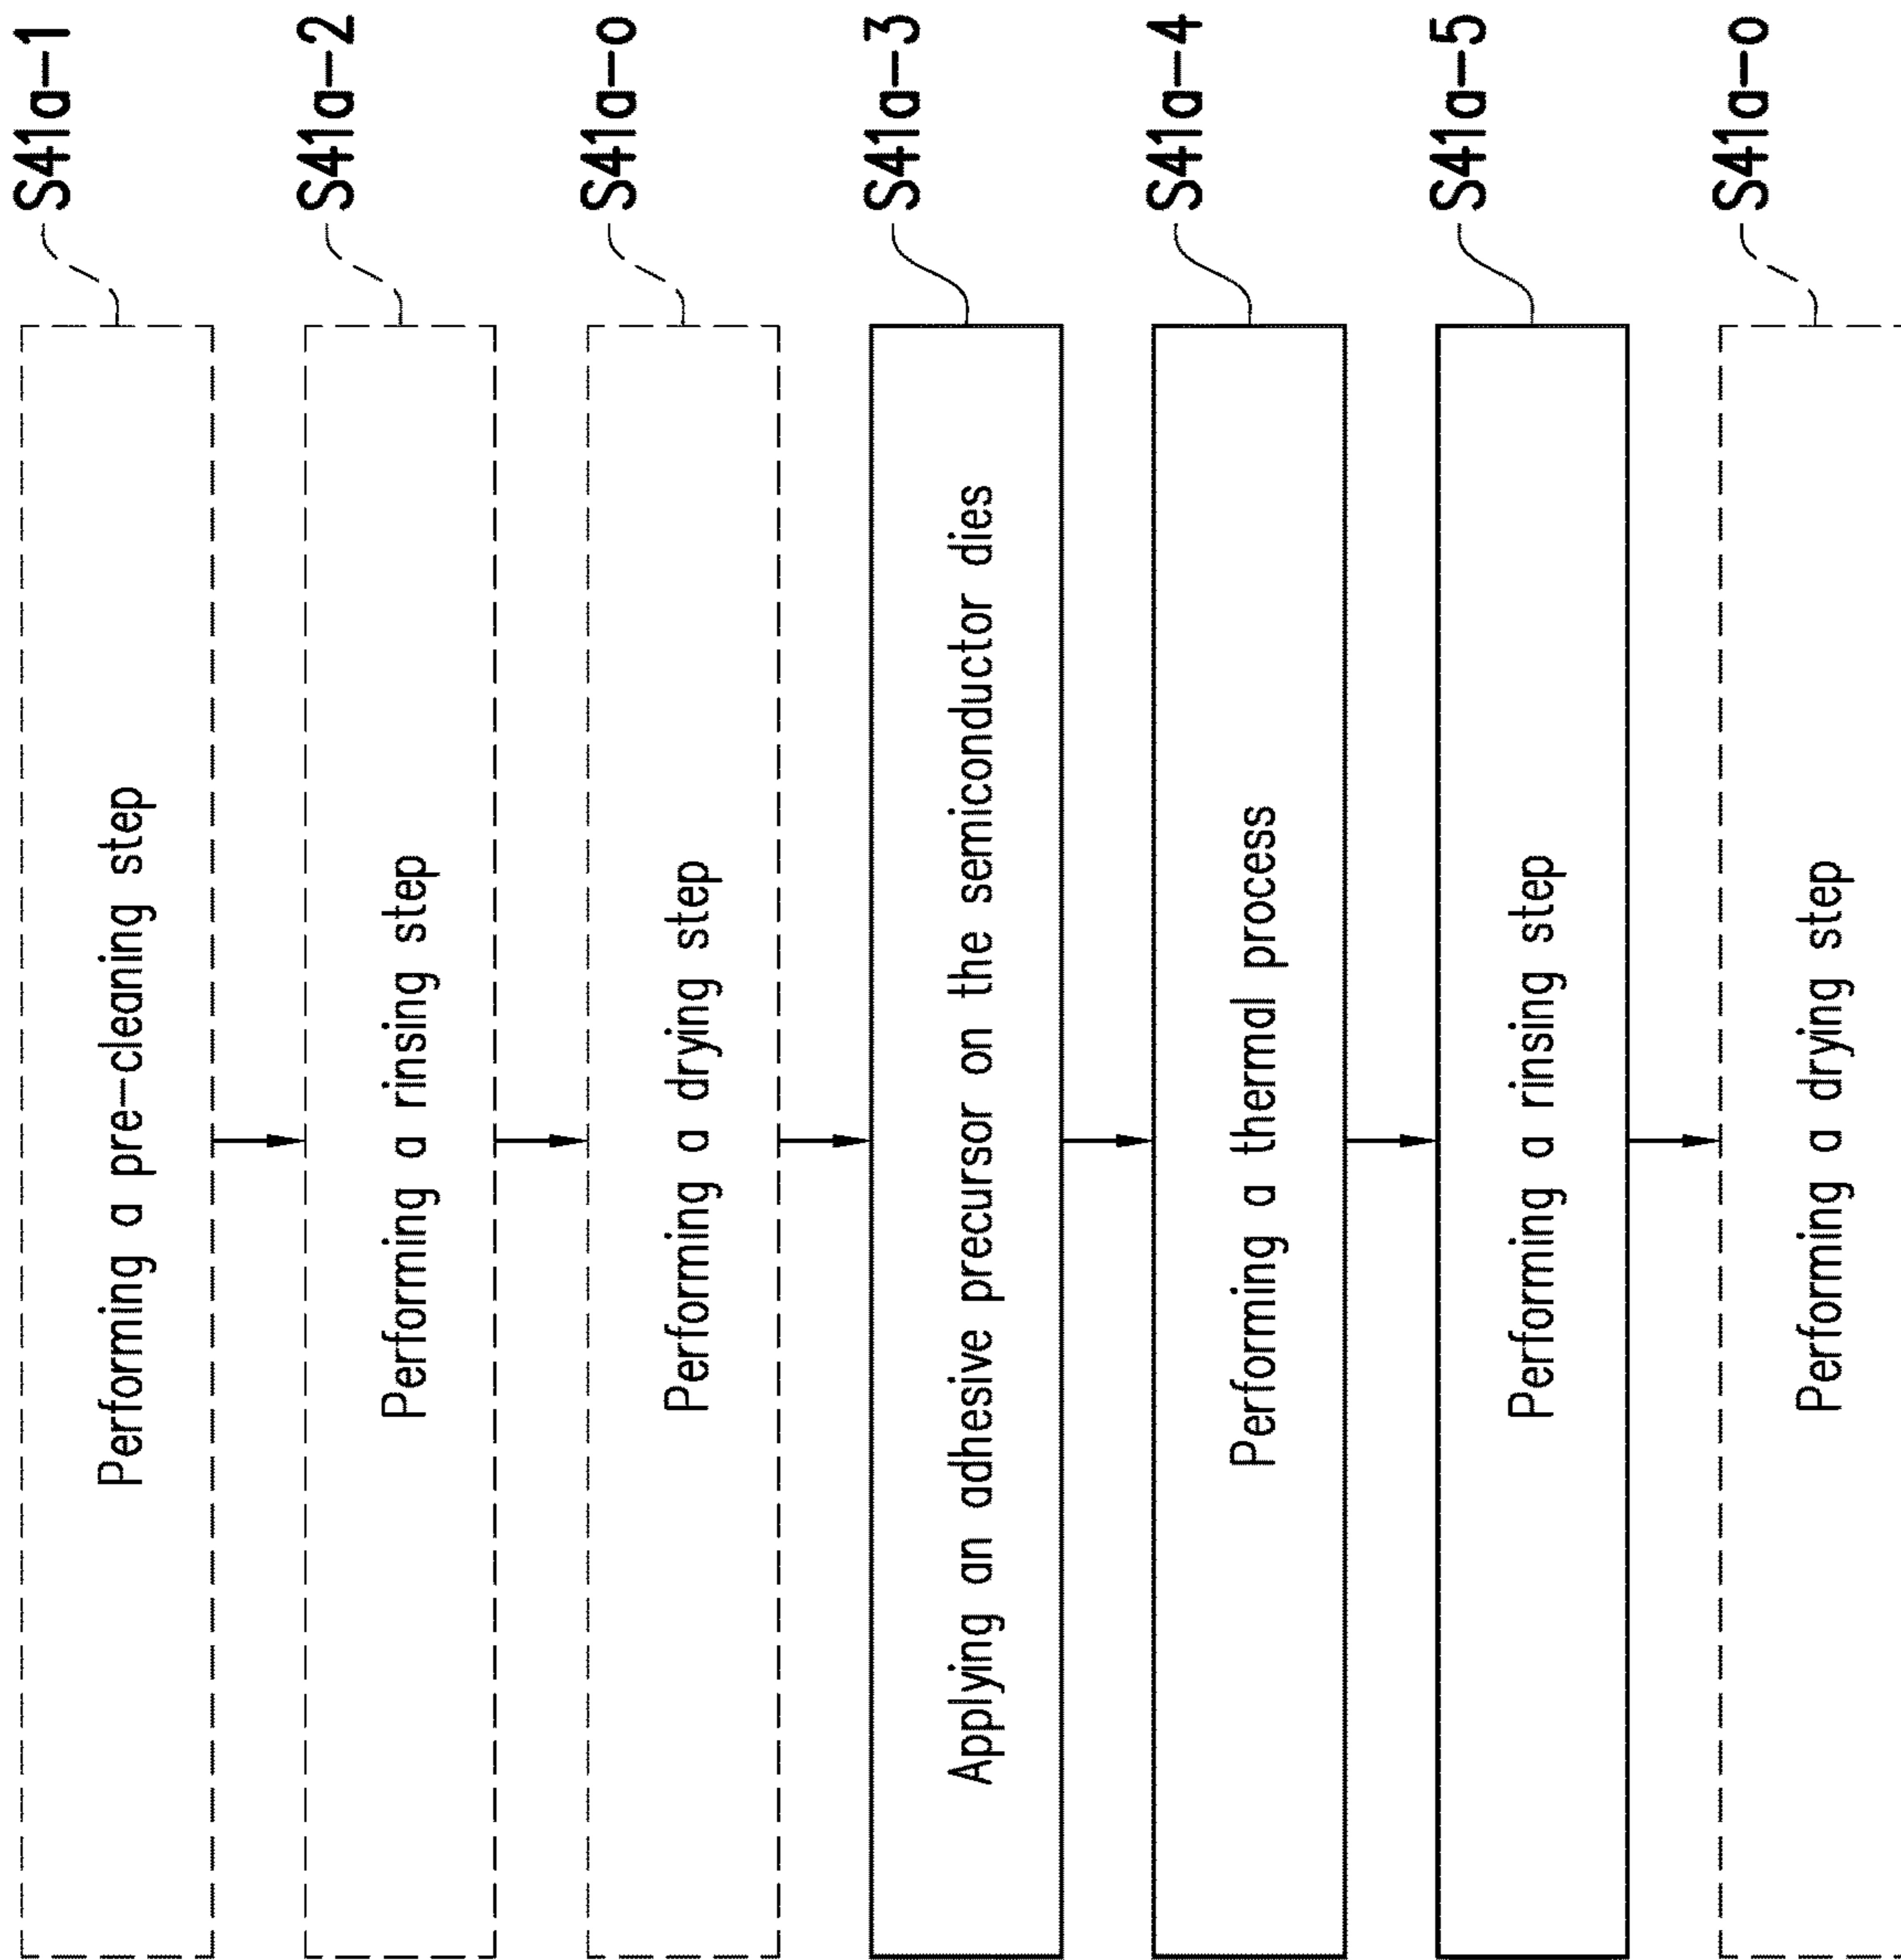 Performing a pre-cleaning step
S41a-1
Performing a rinsing step
S41a-2
Performing a drying step
S41a-o
Applying an adhesive precursor on the semiconductor dies
S41a-3
Performing a thermal process
S41a-4
Performing a rinsing step
S41a-5
Performing a drying step
S41a-o